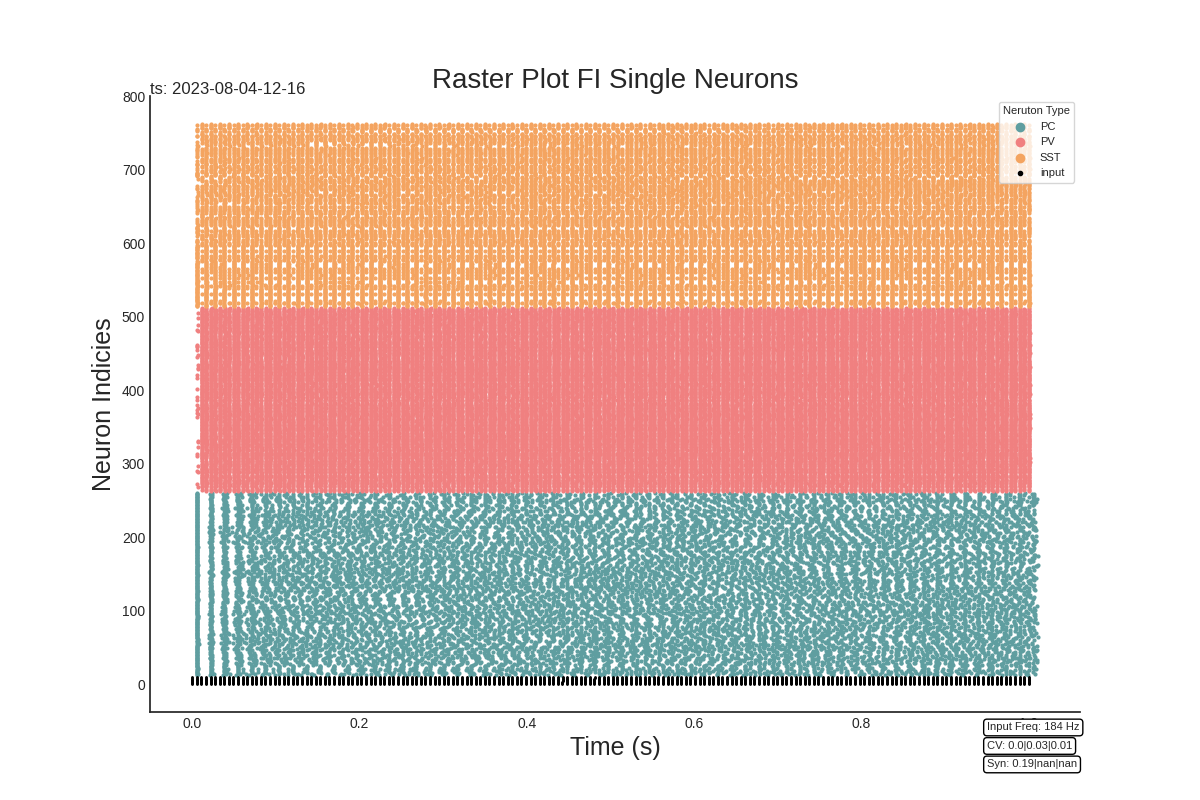 Raster Plot FI Single Neurons
ts: 2023-08-04-12-16
800
700
600
500
400
300
200
100
0
Neuron Indicies
Neruton Type
PC
PV
SST
input
0.0
0.2
0.4
0.6
0.8
Time (s)
Input Freq: 184 Hz
CV: 0.0|0.03|0.01
Syn: 0.19|nan|nan